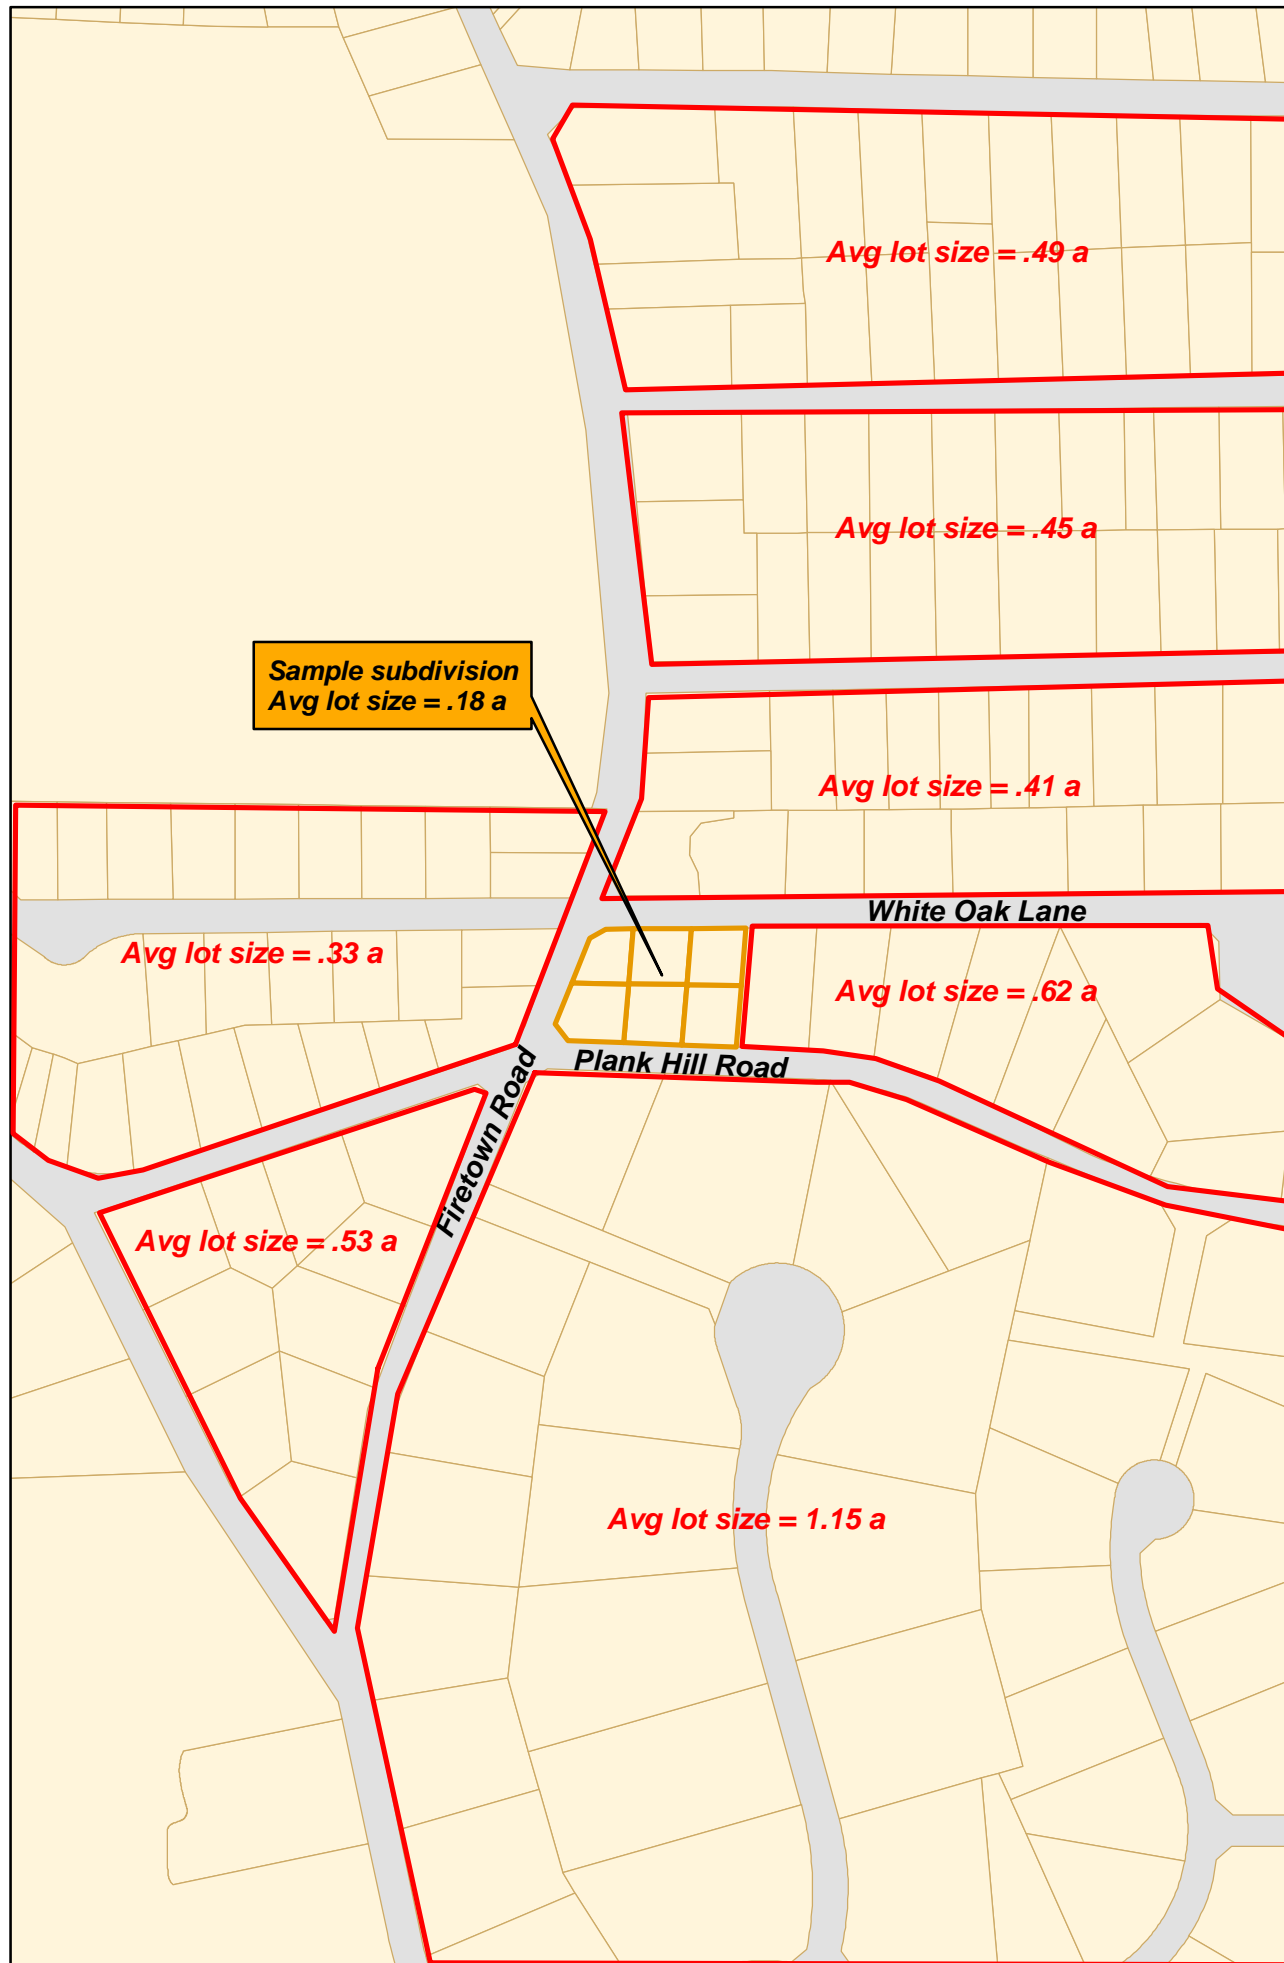 Avg lot size = .49 a
Avg lot size = .45 a
Sample subdivision
Avg lot size = .18 a
Avg lot size = .41 a
White Oak Lane
Avg lot size = .33 a
Avg lot size = .62 a
Plank Hill Road
Firetown Road
Avg lot size = .53 a
Avg lot size = 1.15 a